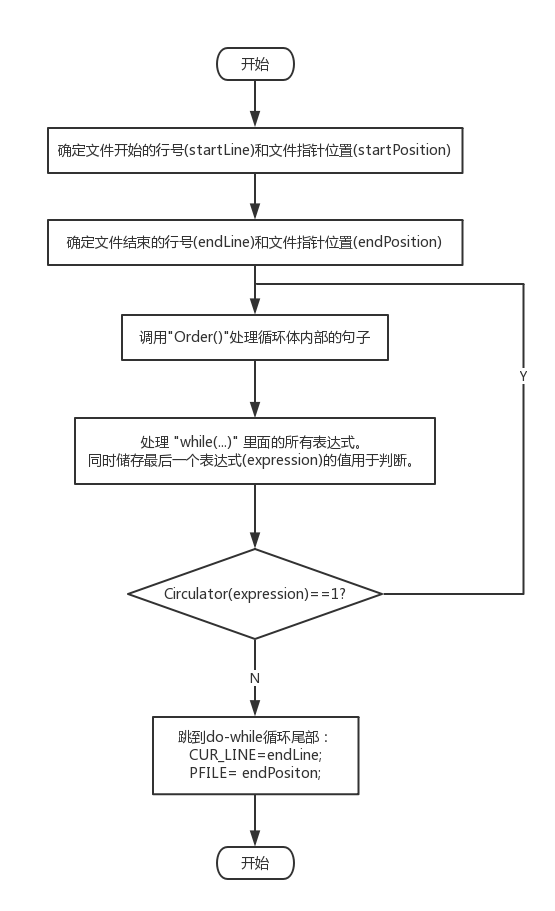 开始
确定文件开始的行号(startLine)和文件指针位置(startPosition)
确定文件结束的行号(endLine)和文件指针位置(endPosition)
调用"Order()"处理循环体内部的句子
Y
处理 "while(...)" 里面的所有表达式。
同时储存最后一个表达式(expression)的值用于判断。
Circulator(expression)==1?
N
跳到do-while循环尾部：
CUR_LINE=endLine;
PFILE= endPositon;
开始